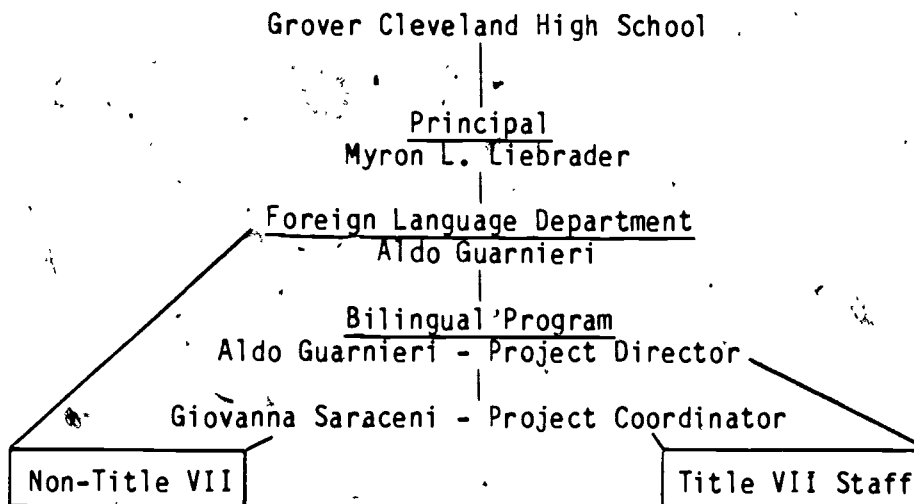 Grover Cleveland High School
Principal
Myron L. Liebrader
Foreign Language Department
Aldo Guarnieri
Bilingual Program
Aldo Guarnieri - Project Director
Giovanna Saraceni - Project Coordinator
Non-Title VII
Title VII Staff